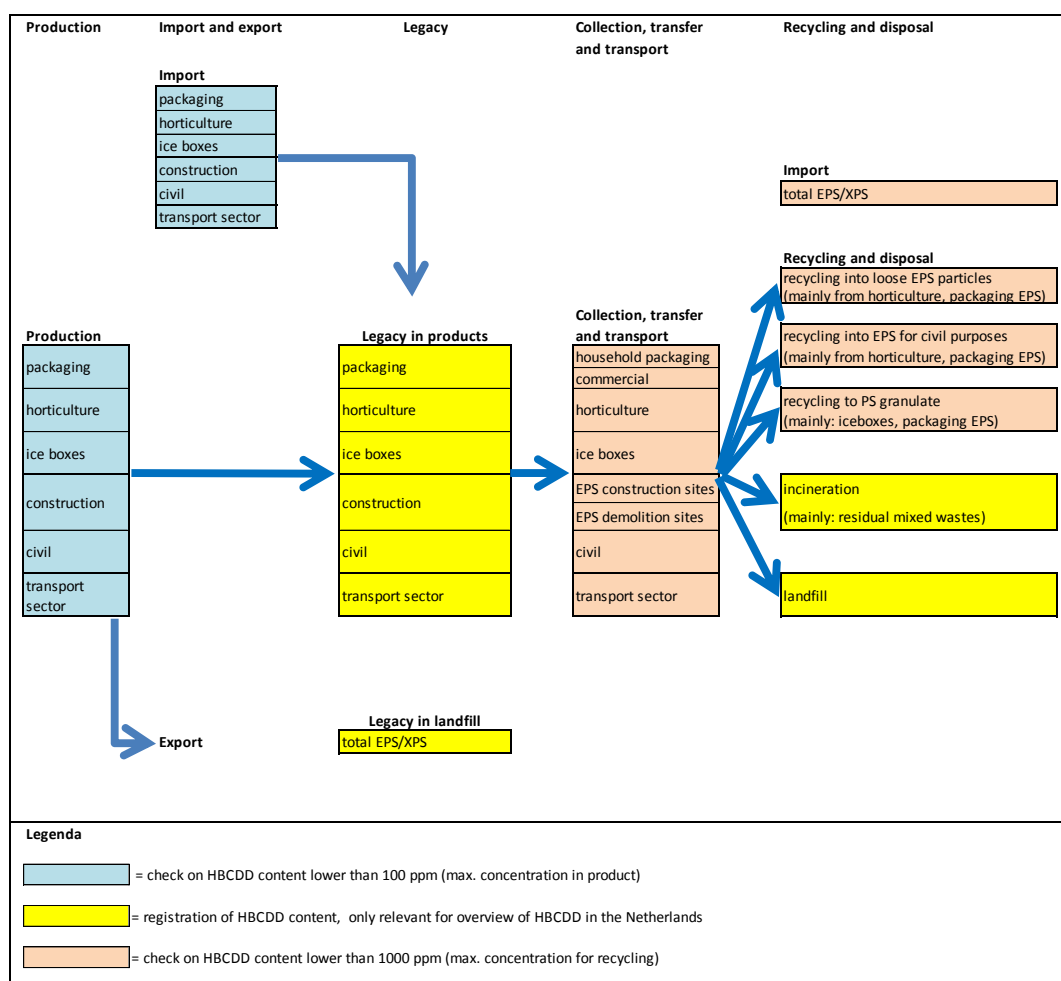 Production
Import and export
Legacy
Collection, transfer
and transport
Recycling and disposal
Import
packaging
horticulture
ice boxes
construction
civil
transport sector
Import
total EPS/XPS
Production
packaging
horticulture
ice boxes
construction
civil
transport
sector
Export
Legacy in products
packaging
horticulture
ice boxes
construction
civil
transport sector
Legacy in landfill
total EPS/XPS
Collection, transfer
and transport
household packaging
commercial
horticulture
ice boxes
EPS construction sites
EPS demolition sites
civil
transport sector
Recycling and disposal
recycling into loose EPS particles
(mainly from horticulture, packaging EPS)
recycling into EPS for civil purposes
(mainly from horticulture, packaging EPS)
recycling to PS granulate
(mainly: iceboxes, packaging EPS)
incineration
(mainly: residual mixed wastes)
landfill
Legenda
= check on HBCDD content lower than 100 ppm (max. concentration in product)
= registration of HBCDD content, only relevant for overview of HBCDD in the Netherlands
= check on HBCDD content lower than 1000 ppm (max. concentration for recycling)